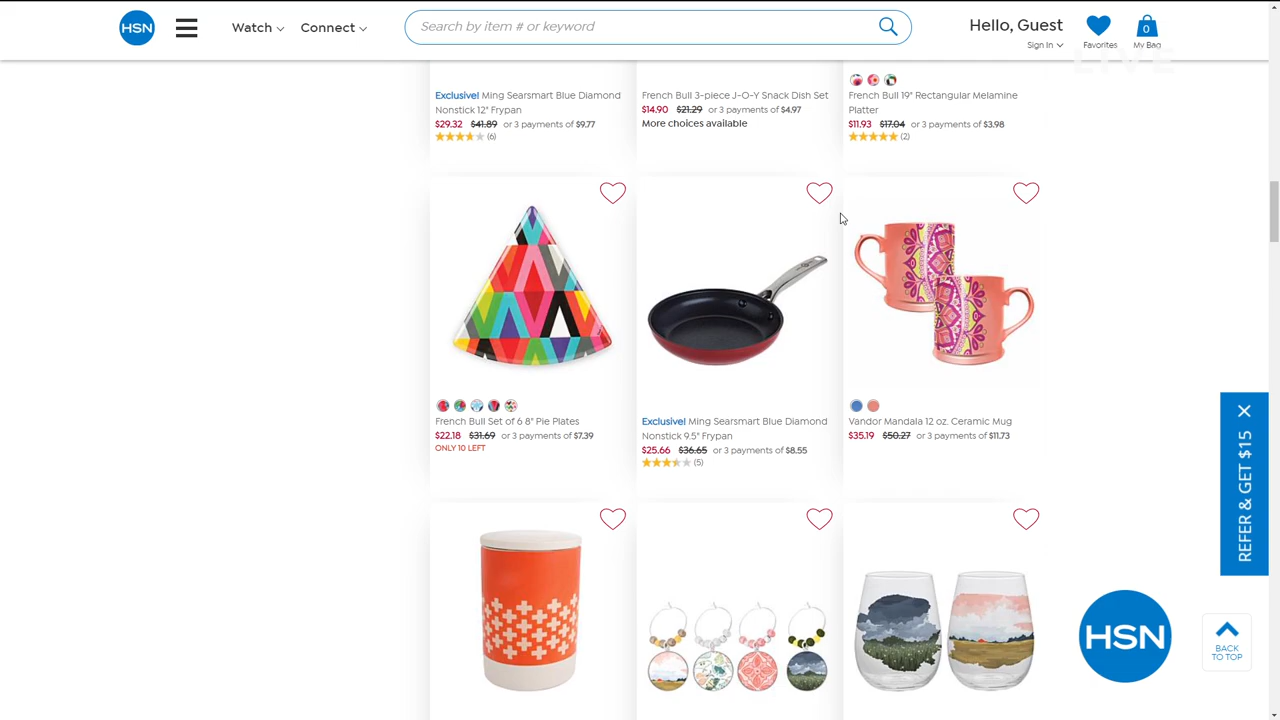 HSN
Watch
Connect
Search by item # or keyword
Hello, Guest
Sign In
Favorites
0
My Bag
LIVE
Exclusive! Ming Searsmart Blue Diamond
Nonstick 12" Frypan
$29.32 $41.89 or 3 payments of $9.77
(6)
French Bull 3-piece J-O-Y Snack Dish Set
$14.90 $21.29 or 3 payments of $4.97
More choices available
French Bull 19" Rectangular Melamine
Platter
$11.93 $17.04 or 3 payments of $3.98
(2)
French Bull Set of 6 8" Pie Plates
$22.18 $31.69 or 3 payments of $7.39
ONLY 10 LEFT
Exclusive! Ming Searsmart Blue Diamond
Nonstick 9.5" Frypan
$25.66 $36.65 or 3 payments of $8.55
(5)
Vandor Mandala 12 oz. Ceramic Mug
$35.19 $50.27 or 3 payments of $11.73
REFER & GET $15
HSN
BACK
TO TOP